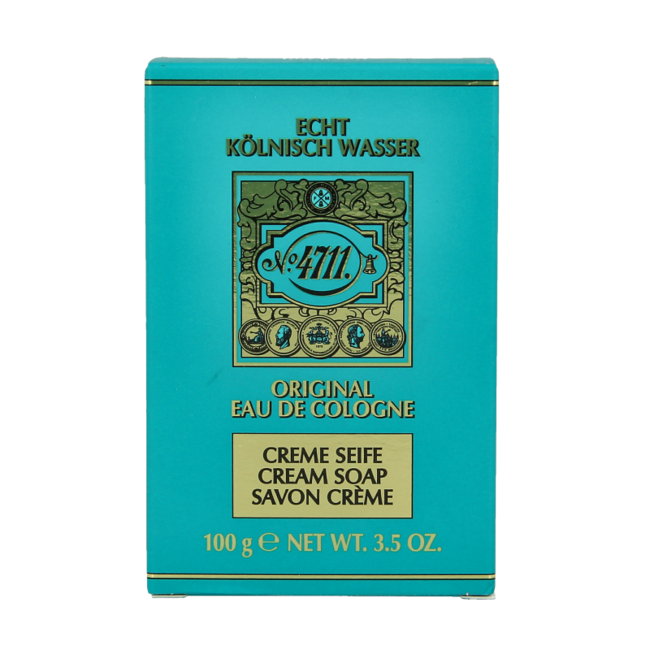 ECHT
KÖLNISCH WASSER
Nº 4711.
ORIGINAL
EAU DE COLOGNE
CREME SEIFE
CREAM SOAP
SAVON CRÈME
100 g ℮ NET WT. 3.5 OZ.